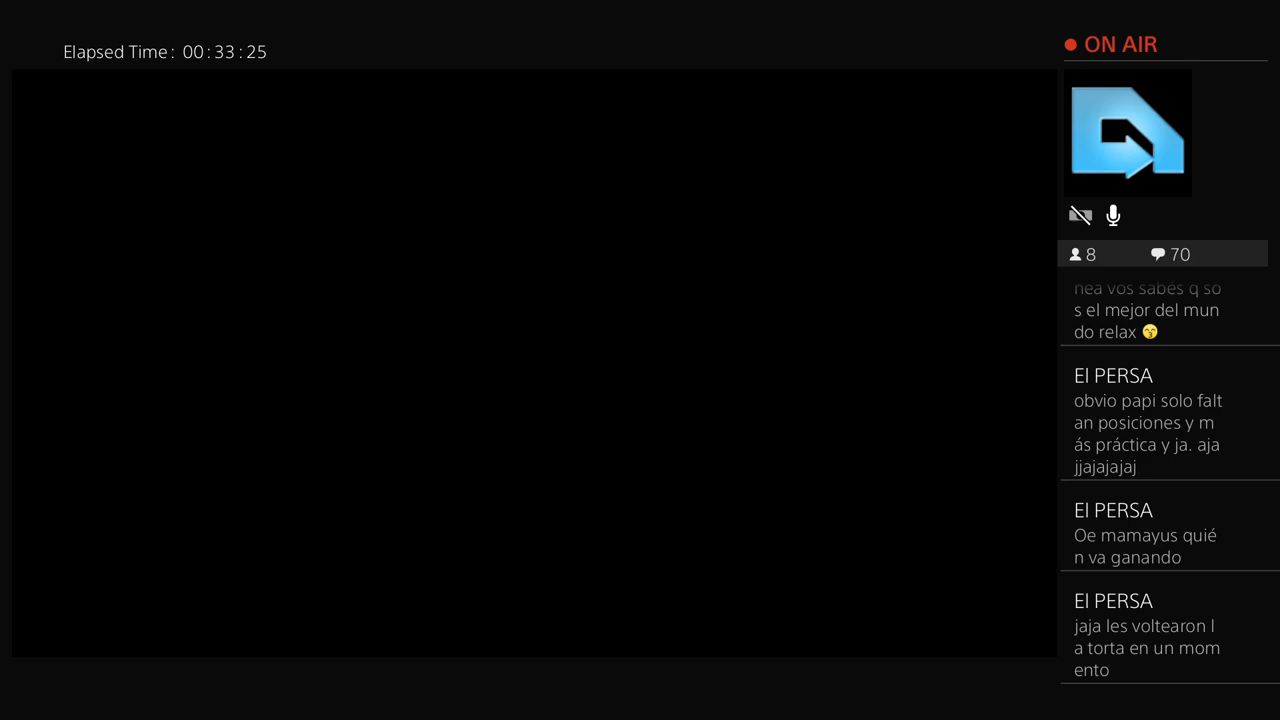 Elapsed Time: 00:33:25
ON AIR
8 70
nea vos sabés q so
s el mejor del mun
do relax 😙
El PERSA
obvio papi solo falt
an posiciones y m
ás práctica y ja. aja
jjajajajaj
El PERSA
Oe mamayus quié
n va ganando
El PERSA
jaja les voltearon l
a torta en un mom
ento